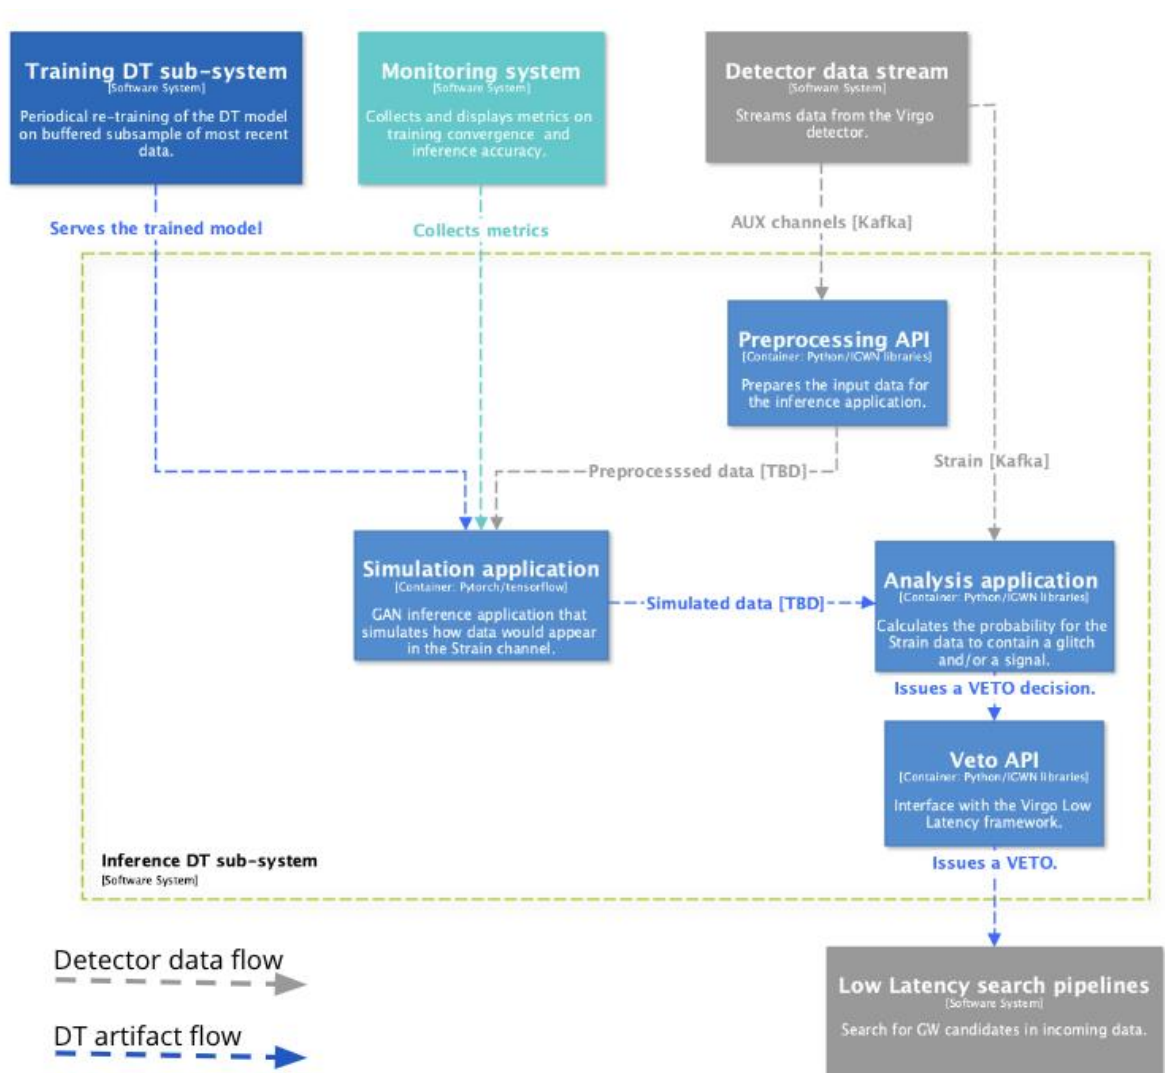 Training DT sub-system
[Software System]
Periodical re-training of the DT model
on buffered subsample of most recent
data.
Monitoring system
[Software System]
Collects and displays metrics on
training convergence and
inference accuracy.
Detector data stream
[Software System]
Streams data from the Virgo
detector.
Serves the trained model
Collects metrics
AUX channels [Kafka]
Preprocessing API
[Container: Python/IGWN libraries]
Prepares the input data for
the inference application.
Preprocesssed data [TBD]
Strain [Kafka]
Simulation application
[Container: Pytorch/tensorflow]
GAN inference application that
simulates how data would appear
in the Strain channel.
Simulated data [TBD]
Analysis application
[Container: Python/IGWN libraries]
Calculates the probability for the
Strain data to contain a glitch
and/or a signal.
Issues a VETO decision.
Veto API
[Container: Python/IGWN libraries]
Interface with the Virgo Low
Latency framework.
Inference DT sub-system
[Software System]
Issues a VETO.
Detector data flow
DT artifact flow
Low Latency search pipelines
[Software System]
Search for GW candidates in incoming data.